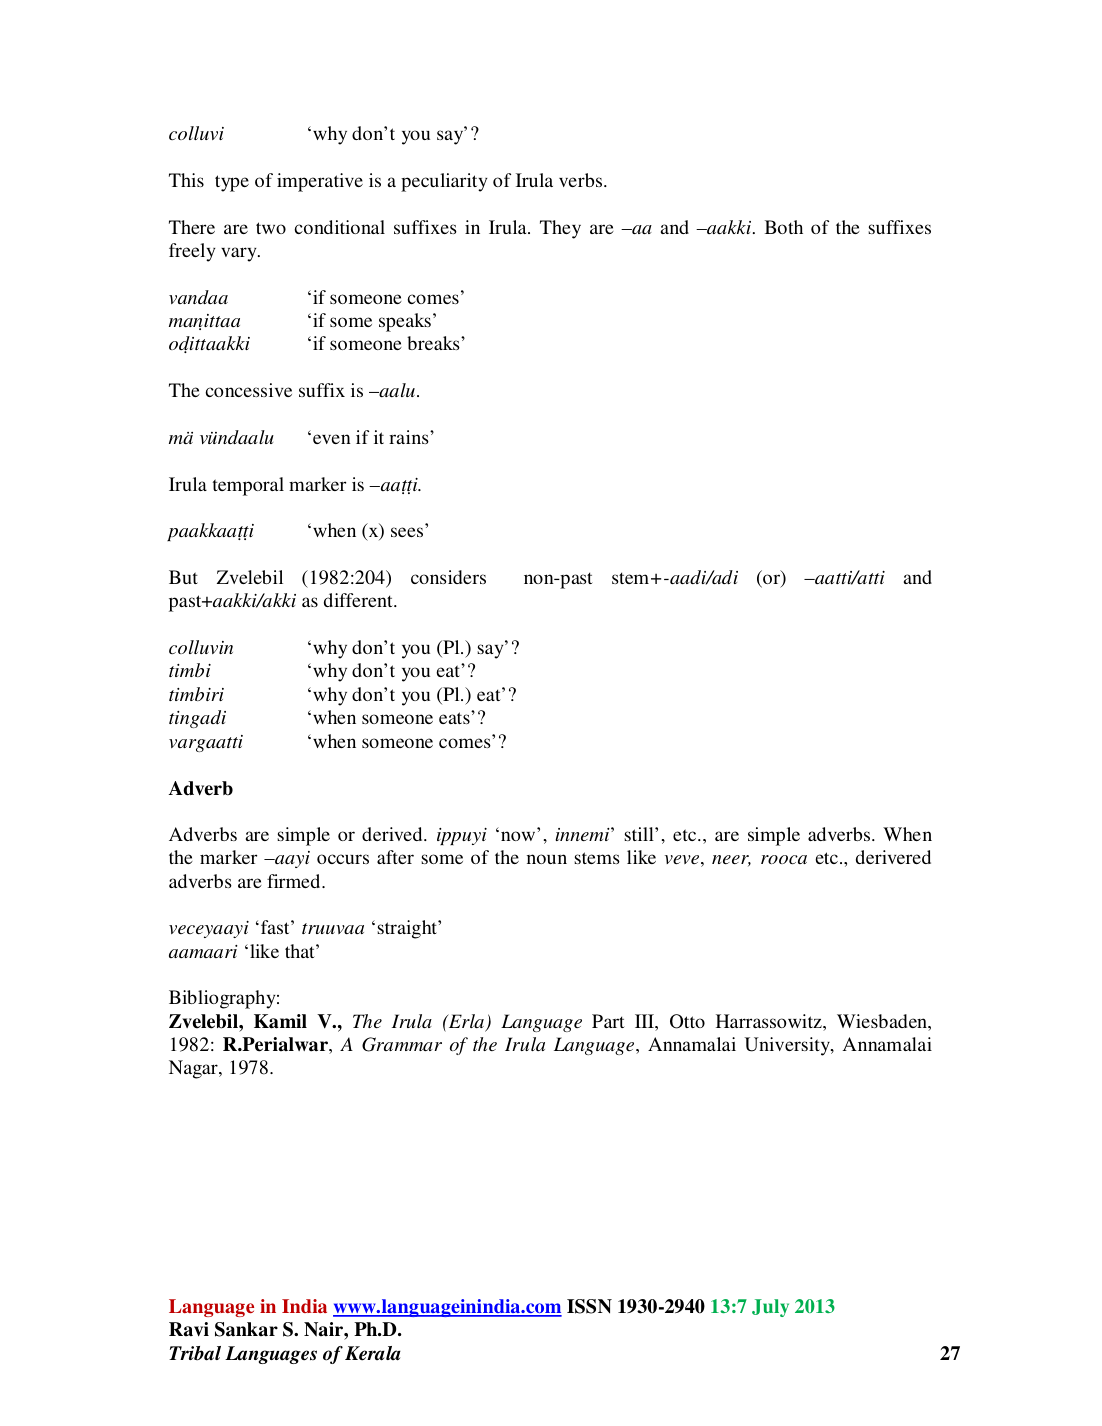 colluvi ‘why don’t you say’?
This type of imperative is a peculiarity of Irula verbs.
There are two conditional suffixes in Irula. They are –aa and –aakki. Both of the suffixes
freely vary.
vandaa ‘if someone comes’
maṇittaa ‘if some speaks’
oḍittaakki ‘if someone breaks’
The concessive suffix is –aalu.
mä vündaalu ‘even if it rains’
Irula temporal marker is –aaṭṭi.
paakkaaṭṭi ‘when (x) sees’
But Zvelebil (1982:204) considers non-past stem+-aadi/adi (or) –aatti/atti and
past+aakki/akki as different.
colluvin ‘why don’t you (Pl.) say’?
timbi ‘why don’t you eat’?
timbiri ‘why don’t you (Pl.) eat’?
tingadi ‘when someone eats’?
vargaatti ‘when someone comes’?
Adverb
Adverbs are simple or derived. ippuyi ‘now’, innemi’ still’, etc., are simple adverbs. When
the marker –aayi occurs after some of the noun stems like veve, neer, rooca etc., derivered
adverbs are firmed.
veceyaayi ‘fast’ truuvaa ‘straight’
aamaari ‘like that’
Bibliography:
Zvelebil, Kamil V., The Irula (Erla) Language Part III, Otto Harrassowitz, Wiesbaden,
1982: R.Perialwar, A Grammar of the Irula Language, Annamalai University, Annamalai
Nagar, 1978.
Language in India www.languageinindia.com ISSN 1930-2940 13:7 July 2013
Ravi Sankar S. Nair, Ph.D.
Tribal Languages of Kerala 27